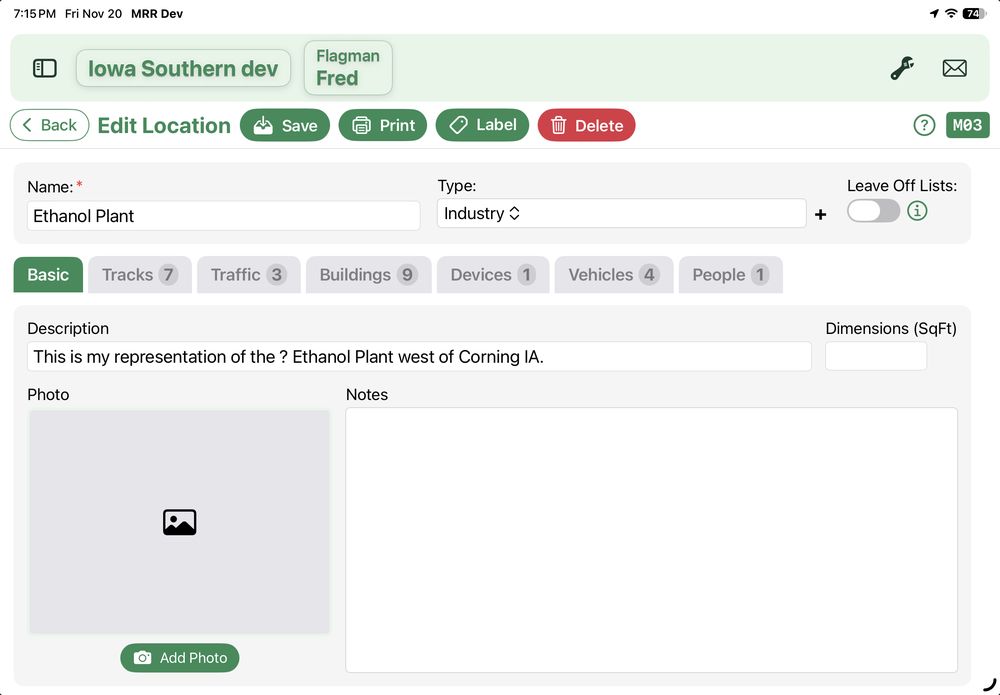 7:15 PM Fri Nov 20 MRR Dev
74
Iowa Southern dev
Flagman
Fred
Back
Edit Location
Save
Print
Label
Delete
?
M03
Name: *
Ethanol Plant
Type:
Industry
+
Leave Off Lists:
i
Basic
Tracks 7
Traffic 3
Buildings 9
Devices 1
Vehicles 4
People 1
Description
This is my representation of the ? Ethanol Plant west of Corning IA.
Dimensions (SqFt)
Photo
Notes
Add Photo